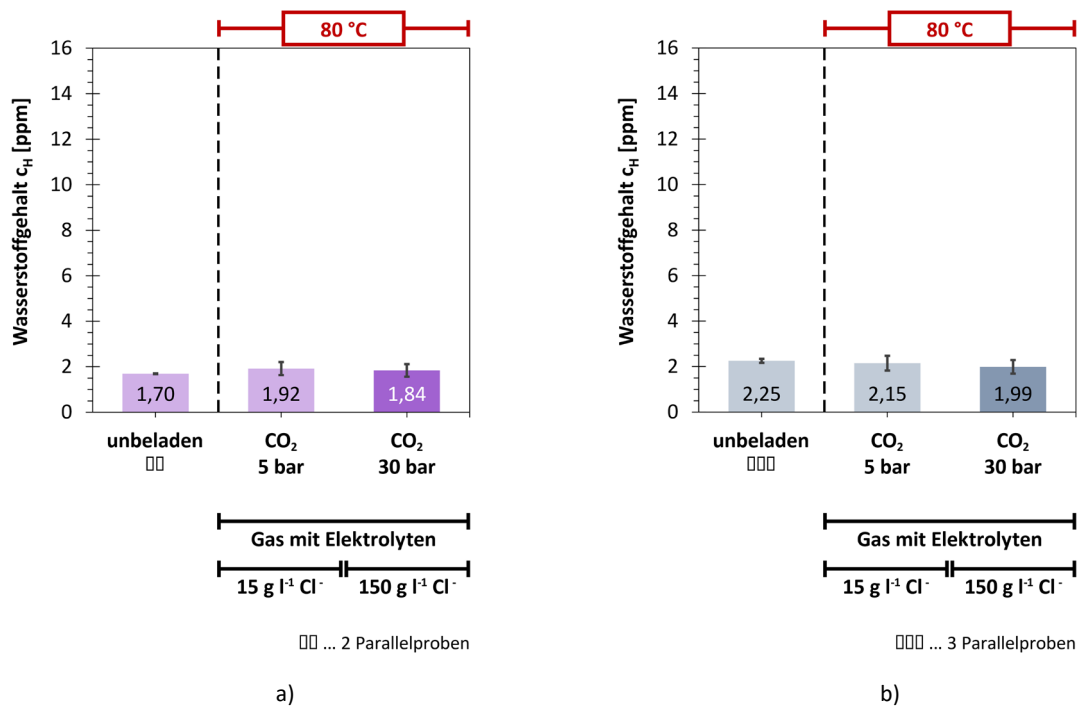 80 °C
Wasserstoffgehalt c_H [ppm]
16
14
12
10
8
6
4
2
0
1,70
1,92
1,84
unbeladen
▯▯
CO₂
5 bar
CO₂
30 bar
Gas mit Elektrolyten
15 g l⁻¹ Cl⁻
150 g l⁻¹ Cl⁻
▯▯ ... 2 Parallelproben
a)
80 °C
Wasserstoffgehalt c_H [ppm]
16
14
12
10
8
6
4
2
0
2,25
2,15
1,99
unbeladen
▯▯▯
CO₂
5 bar
CO₂
30 bar
Gas mit Elektrolyten
15 g l⁻¹ Cl⁻
150 g l⁻¹ Cl⁻
▯▯▯ ... 3 Parallelproben
b)